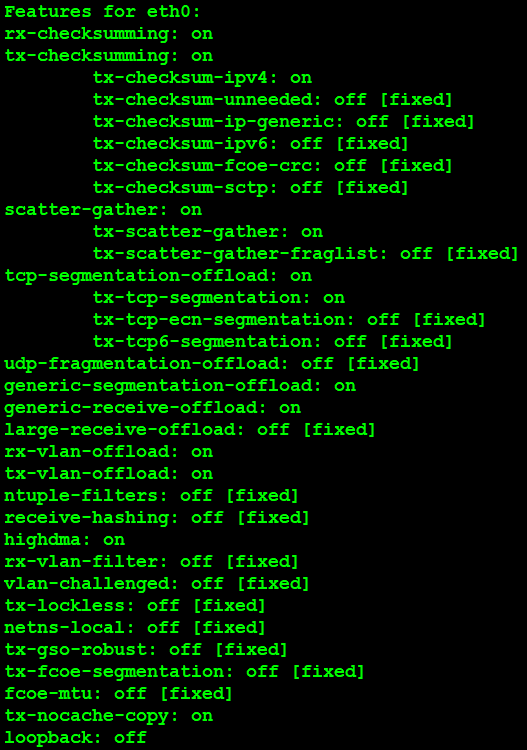 Features for eth0:
rx-checksumming: on
tx-checksumming: on
        tx-checksum-ipv4: on
        tx-checksum-unneeded: off [fixed]
        tx-checksum-ip-generic: off [fixed]
        tx-checksum-ipv6: off [fixed]
        tx-checksum-fcoe-crc: off [fixed]
        tx-checksum-sctp: off [fixed]
scatter-gather: on
        tx-scatter-gather: on
        tx-scatter-gather-fraglist: off [fixed]
tcp-segmentation-offload: on
        tx-tcp-segmentation: on
        tx-tcp-ecn-segmentation: off [fixed]
        tx-tcp6-segmentation: off [fixed]
udp-fragmentation-offload: off [fixed]
generic-segmentation-offload: on
generic-receive-offload: on
large-receive-offload: off [fixed]
rx-vlan-offload: on
tx-vlan-offload: on
ntuple-filters: off [fixed]
receive-hashing: off [fixed]
highdma: on
rx-vlan-filter: off [fixed]
vlan-challenged: off [fixed]
tx-lockless: off [fixed]
netns-local: off [fixed]
tx-gso-robust: off [fixed]
tx-fcoe-segmentation: off [fixed]
fcoe-mtu: off [fixed]
tx-nocache-copy: on
loopback: off